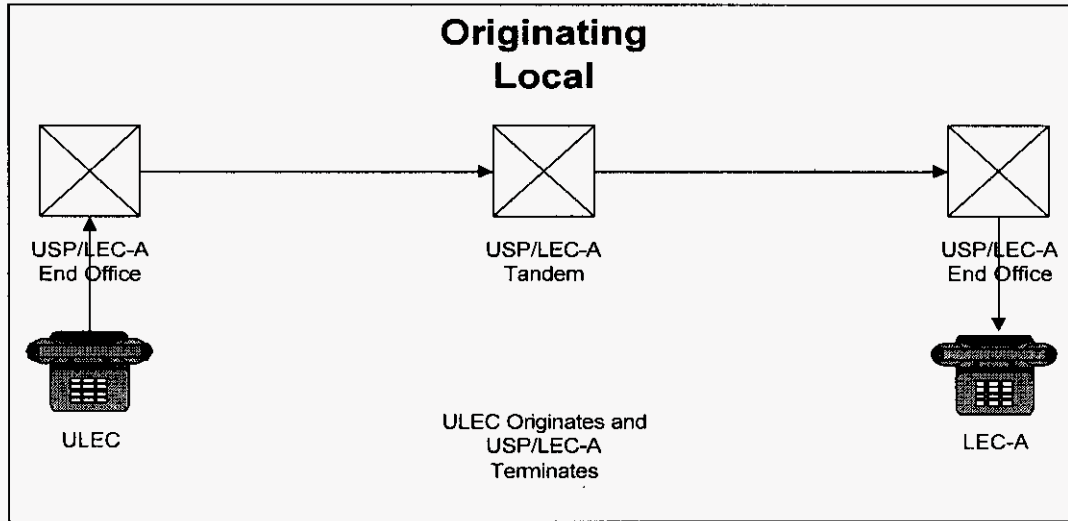 Originating
Local
USP/LEC-A
End Office
USP/LEC-A
Tandem
USP/LEC-A
End Office
ULEC
ULEC Originates and
USP/LEC-A
Terminates
LEC-A